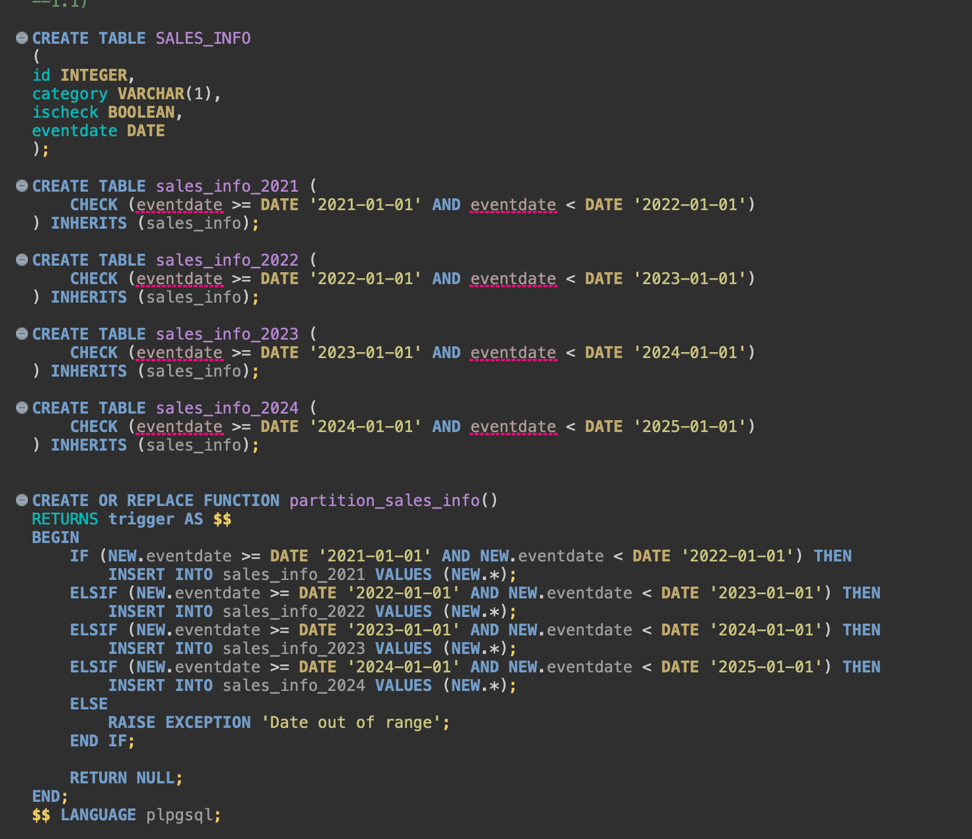 --1.1)
CREATE TABLE SALES_INFO
(
id INTEGER,
category VARCHAR(1),
ischeck BOOLEAN,
eventdate DATE
);
CREATE TABLE sales_info_2021 (
    CHECK (eventdate >= DATE '2021-01-01' AND eventdate < DATE '2022-01-01')
) INHERITS (sales_info);
CREATE TABLE sales_info_2022 (
    CHECK (eventdate >= DATE '2022-01-01' AND eventdate < DATE '2023-01-01')
) INHERITS (sales_info);
CREATE TABLE sales_info_2023 (
    CHECK (eventdate >= DATE '2023-01-01' AND eventdate < DATE '2024-01-01')
) INHERITS (sales_info);
CREATE TABLE sales_info_2024 (
    CHECK (eventdate >= DATE '2024-01-01' AND eventdate < DATE '2025-01-01')
) INHERITS (sales_info);
CREATE OR REPLACE FUNCTION partition_sales_info()
RETURNS trigger AS $$
BEGIN
    IF (NEW.eventdate >= DATE '2021-01-01' AND NEW.eventdate < DATE '2022-01-01') THEN
        INSERT INTO sales_info_2021 VALUES (NEW.*);
    ELSIF (NEW.eventdate >= DATE '2022-01-01' AND NEW.eventdate < DATE '2023-01-01') THEN
        INSERT INTO sales_info_2022 VALUES (NEW.*);
    ELSIF (NEW.eventdate >= DATE '2023-01-01' AND NEW.eventdate < DATE '2024-01-01') THEN
        INSERT INTO sales_info_2023 VALUES (NEW.*);
    ELSIF (NEW.eventdate >= DATE '2024-01-01' AND NEW.eventdate < DATE '2025-01-01') THEN
        INSERT INTO sales_info_2024 VALUES (NEW.*);
    ELSE
        RAISE EXCEPTION 'Date out of range';
    END IF;
    RETURN NULL;
END;
$$ LANGUAGE plpgsql;